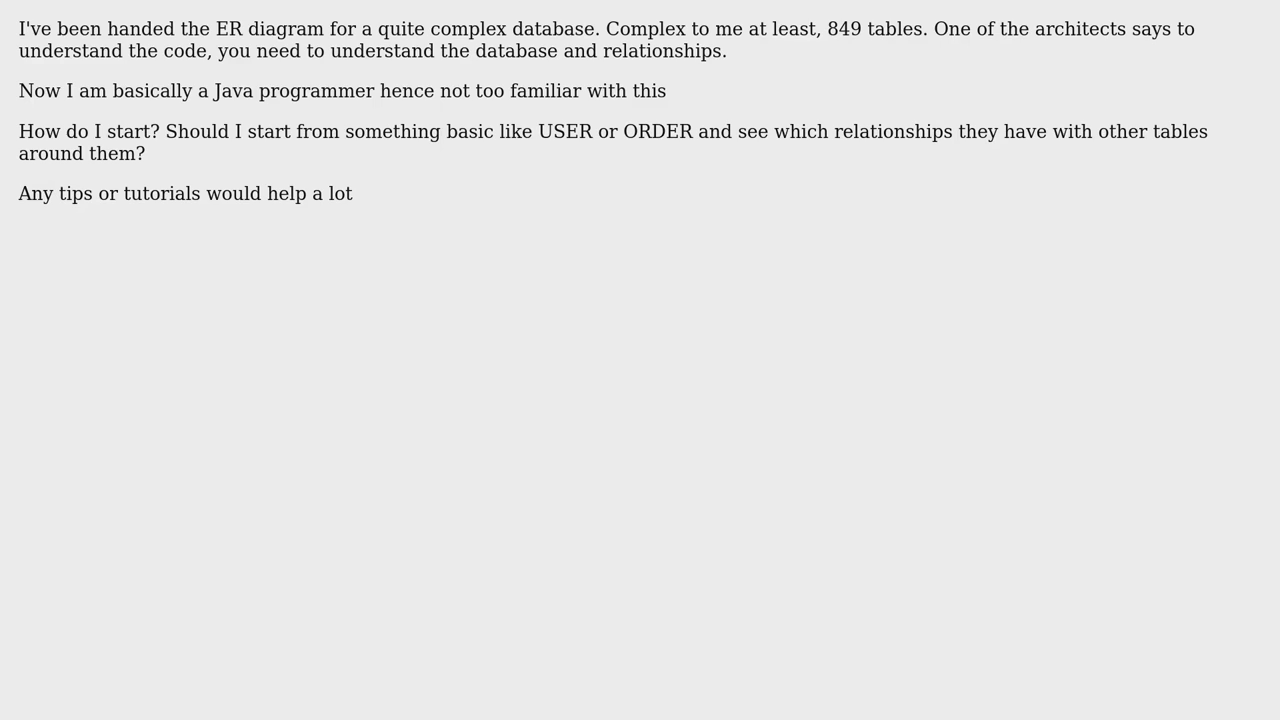 I've been handed the ER diagram for a quite complex database. Complex to me at least, 849 tables. One of the architects says to
understand the code, you need to understand the database and relationships.
Now I am basically a Java programmer hence not too familiar with this
How do I start? Should I start from something basic like USER or ORDER and see which relationships they have with other tables
around them?
Any tips or tutorials would help a lot